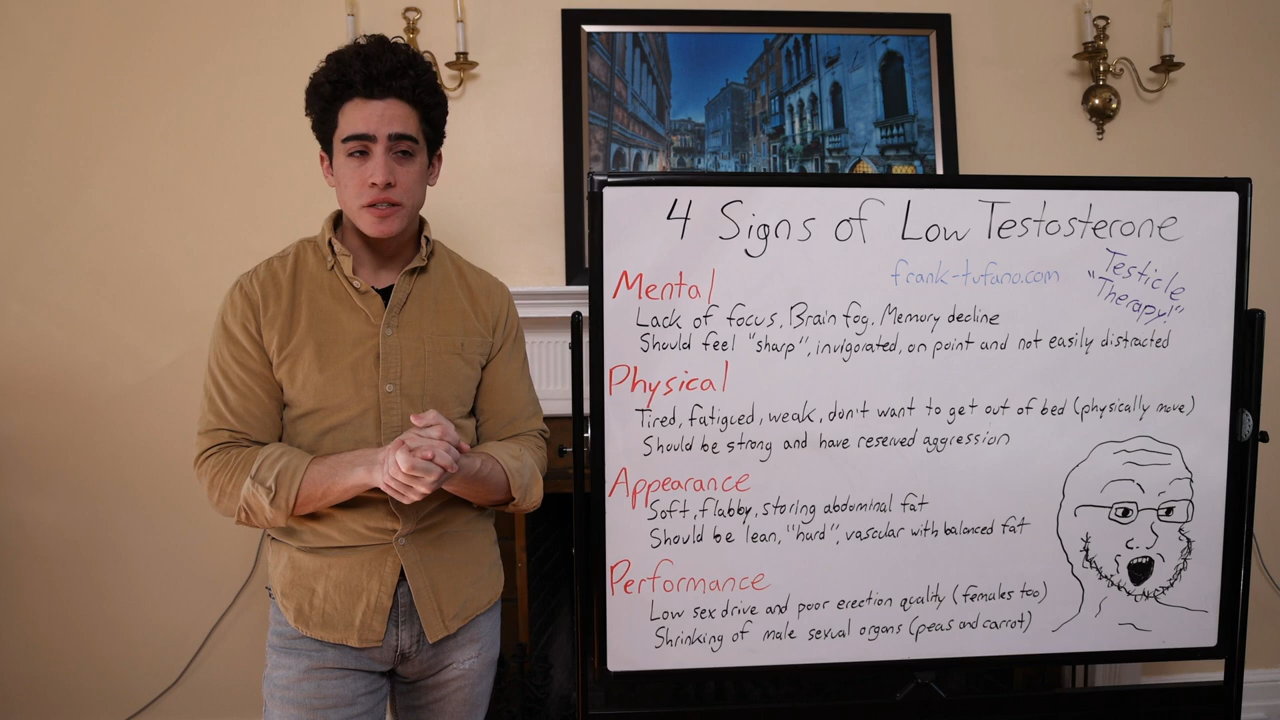 4 Signs of Low Testosterone
frank-tufano.com
"Testicle
Therapy!"
Mental
Lack of focus, Brain fog, Memory decline
Should feel "sharp", invigorated, on point and not easily distracted
Physical
Tired, fatigued, weak, don't want to get out of bed (physically move)
Should be strong and have reserved aggression
Appearance
Soft, flabby, storing abdominal fat
Should be lean, "hard", vascular with balanced fat
Performance
Low sex drive and poor erection quality (females too)
Shrinking of male sexual organs (peas and carrot)